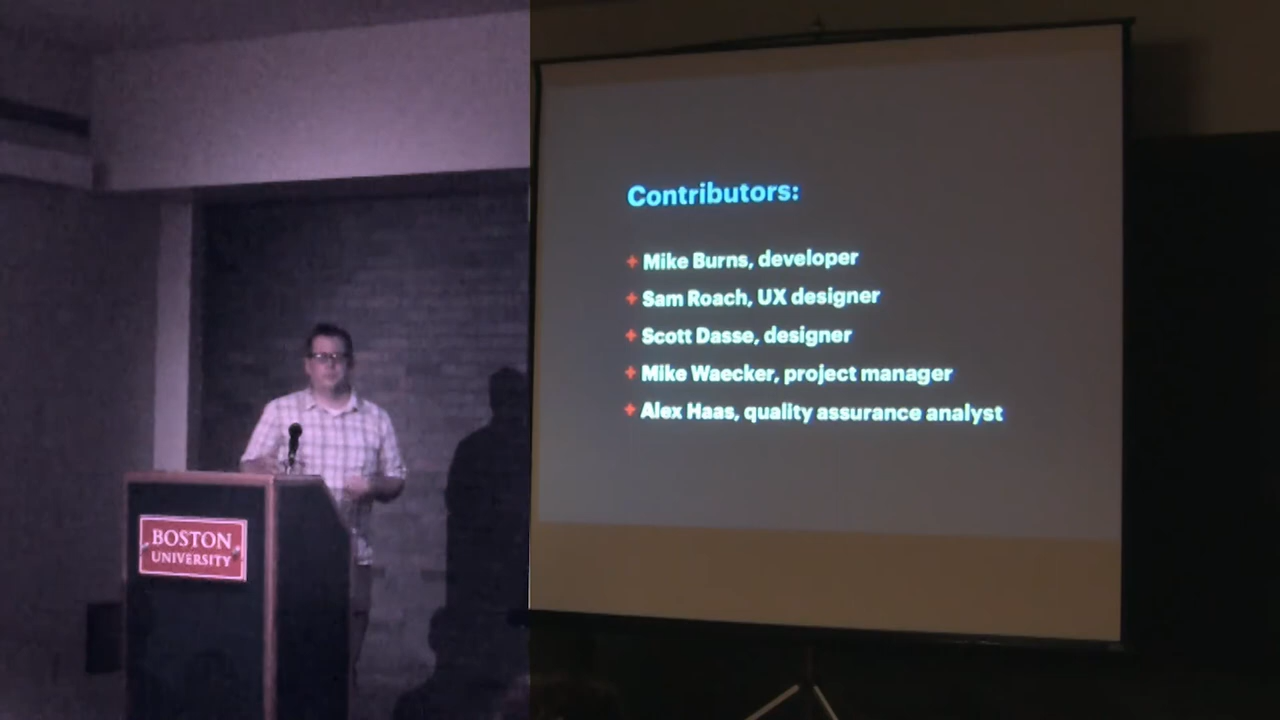 Contributors:
+ Mike Burns, developer
+ Sam Roach, UX designer
+ Scott Dasse, designer
+ Mike Waecker, project manager
+ Alex Haas, quality assurance analyst
BOSTON
UNIVERSITY